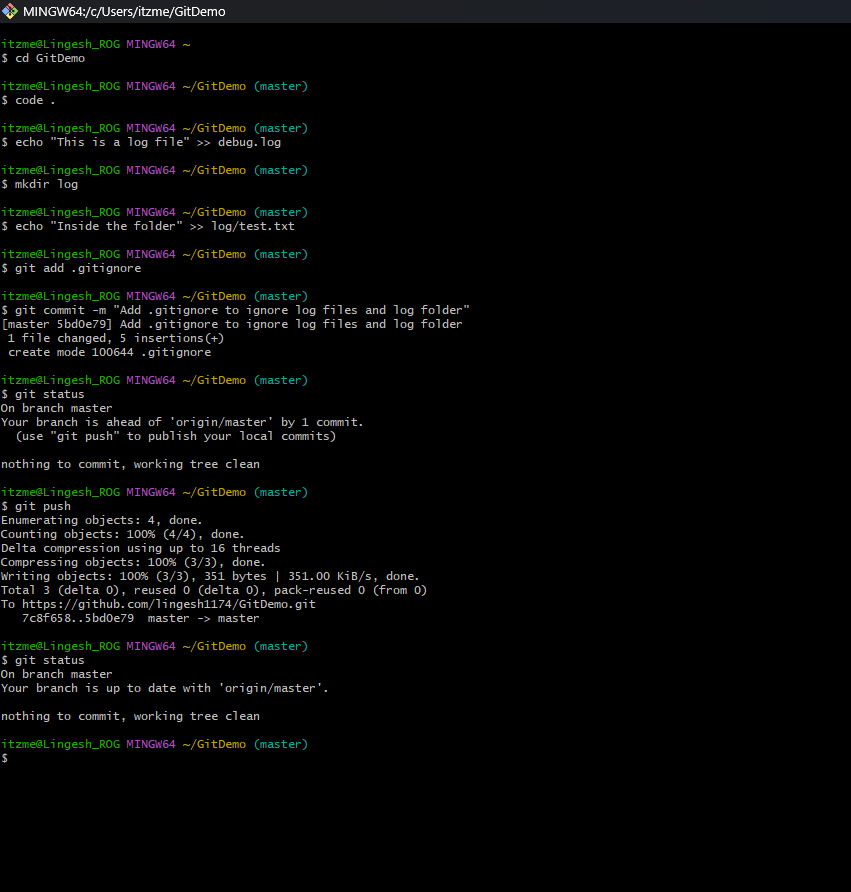 MINGW64:/c/Users/itzme/GitDemo
itzme@Lingesh_ROG MINGW64 ~
$ cd GitDemo
itzme@Lingesh_ROG MINGW64 ~/GitDemo (master)
$ code .
itzme@Lingesh_ROG MINGW64 ~/GitDemo (master)
$ echo "This is a log file" >> debug.log
itzme@Lingesh_ROG MINGW64 ~/GitDemo (master)
$ mkdir log
itzme@Lingesh_ROG MINGW64 ~/GitDemo (master)
$ echo "Inside the folder" >> log/test.txt
itzme@Lingesh_ROG MINGW64 ~/GitDemo (master)
$ git add .gitignore
itzme@Lingesh_ROG MINGW64 ~/GitDemo (master)
$ git commit -m "Add .gitignore to ignore log files and log folder"
[master 5bd0e79] Add .gitignore to ignore log files and log folder
 1 file changed, 5 insertions(+)
 create mode 100644 .gitignore
itzme@Lingesh_ROG MINGW64 ~/GitDemo (master)
$ git status
On branch master
Your branch is ahead of 'origin/master' by 1 commit.
  (use "git push" to publish your local commits)
nothing to commit, working tree clean
itzme@Lingesh_ROG MINGW64 ~/GitDemo (master)
$ git push
Enumerating objects: 4, done.
Counting objects: 100% (4/4), done.
Delta compression using up to 16 threads
Compressing objects: 100% (3/3), done.
Writing objects: 100% (3/3), 351 bytes | 351.00 KiB/s, done.
Total 3 (delta 0), reused 0 (delta 0), pack-reused 0 (from 0)
To https://github.com/lingesh1174/GitDemo.git
   7c8f658..5bd0e79  master -> master
itzme@Lingesh_ROG MINGW64 ~/GitDemo (master)
$ git status
On branch master
Your branch is up to date with 'origin/master'.
nothing to commit, working tree clean
itzme@Lingesh_ROG MINGW64 ~/GitDemo (master)
$